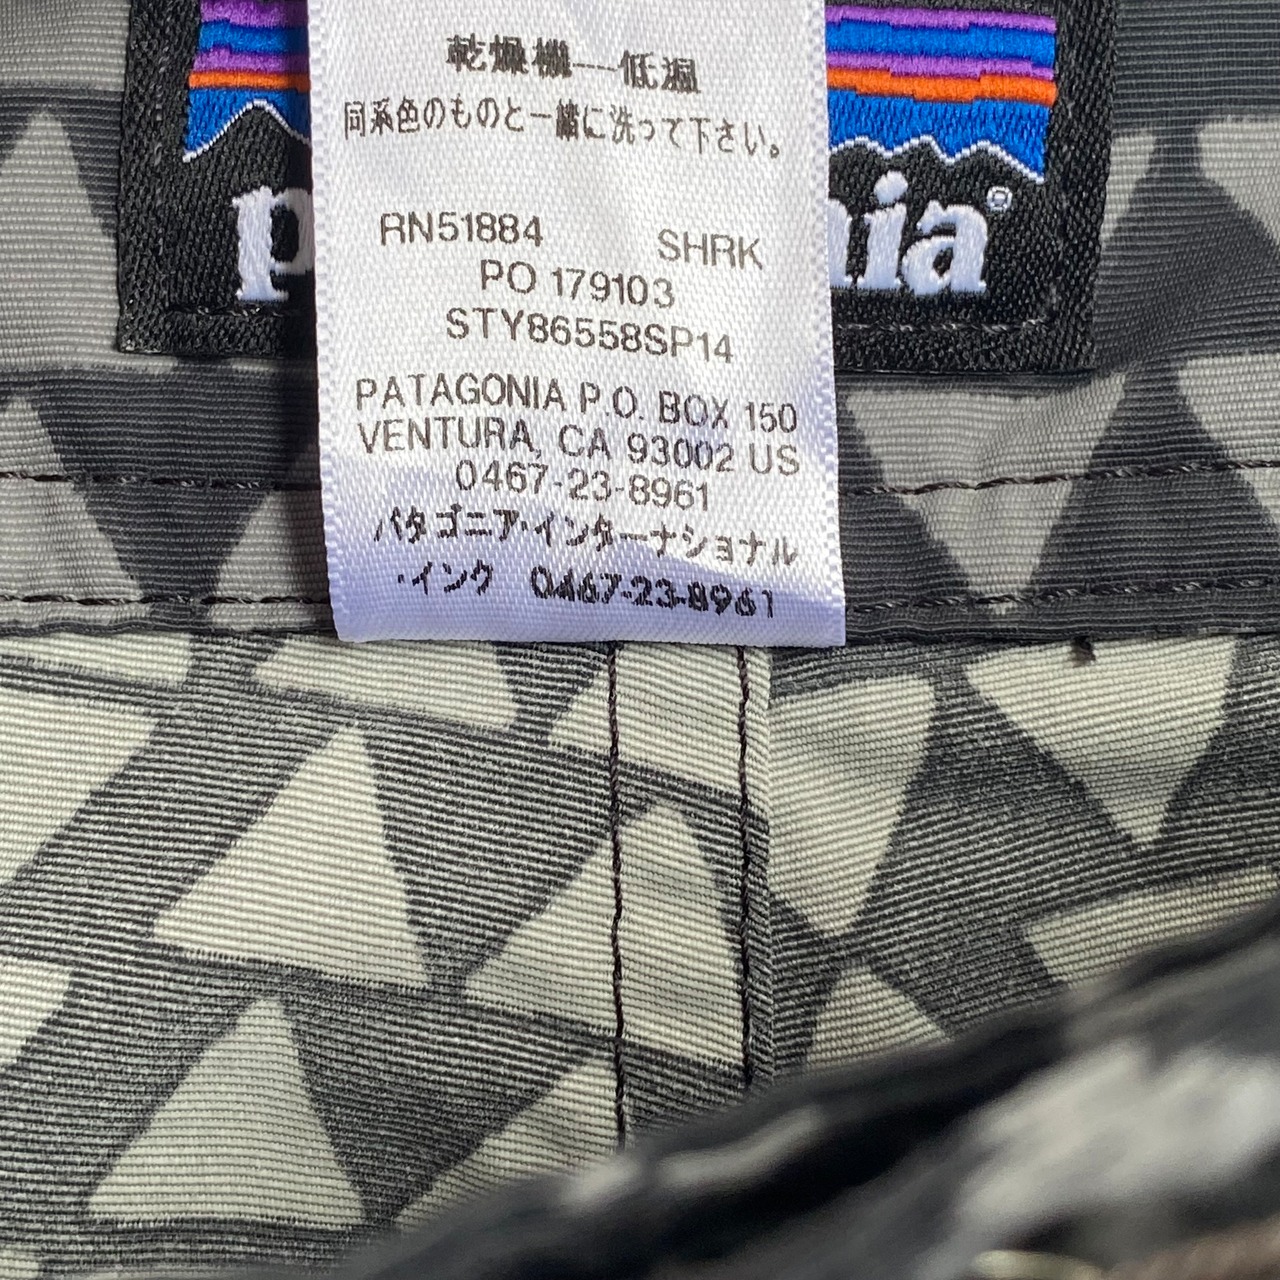 乾燥機—低温
同系色のものと一緒に洗って下さい。
RN51884 SHRK
PO 179103
STY86558SP14
PATAGONIA P.O. BOX 150
VENTURA, CA 93002 US
0467-23-8961
パタゴニア・インターナショナル
・インク 0467-23-8961